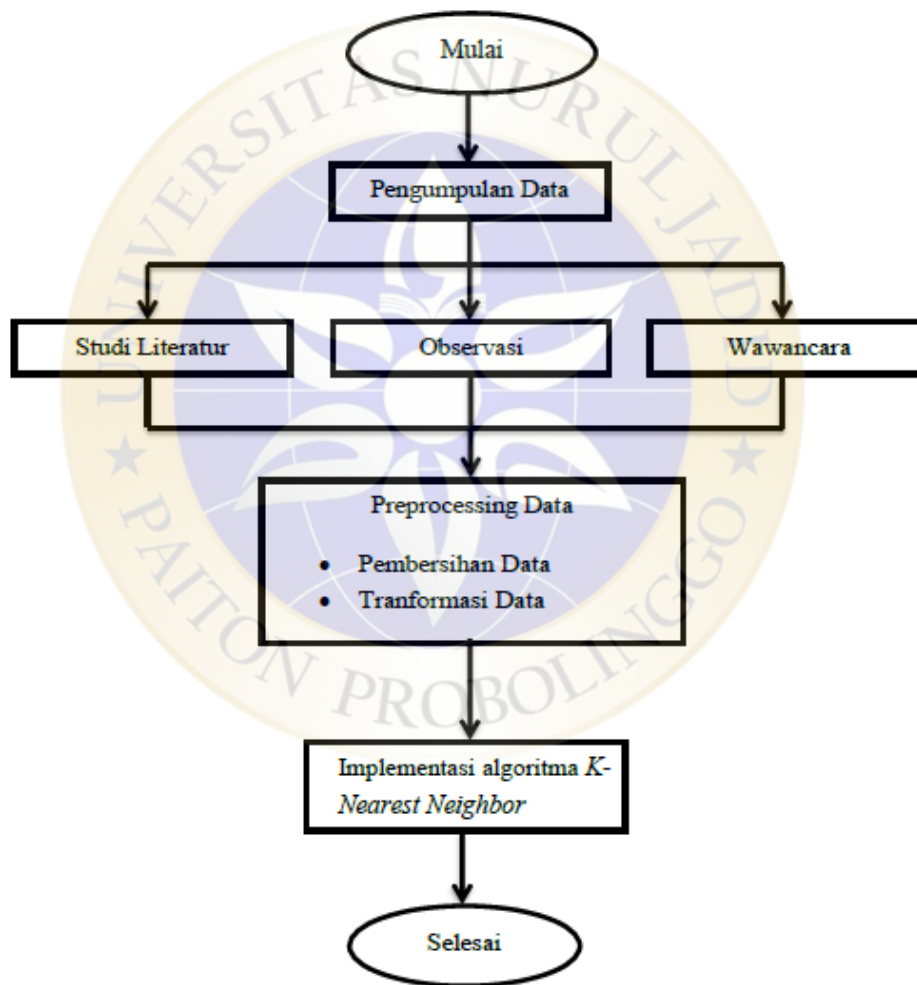 Mulai
Pengumpulan Data
Studi Literatur
Observasi
Wawancara
Preprocessing Data
• Pembersihan Data
• Tranformasi Data
Implementasi algoritma K-
Nearest Neighbor
Selesai
UNIVERSITAS NURUL JADID
PAITON PROBOLINGGO